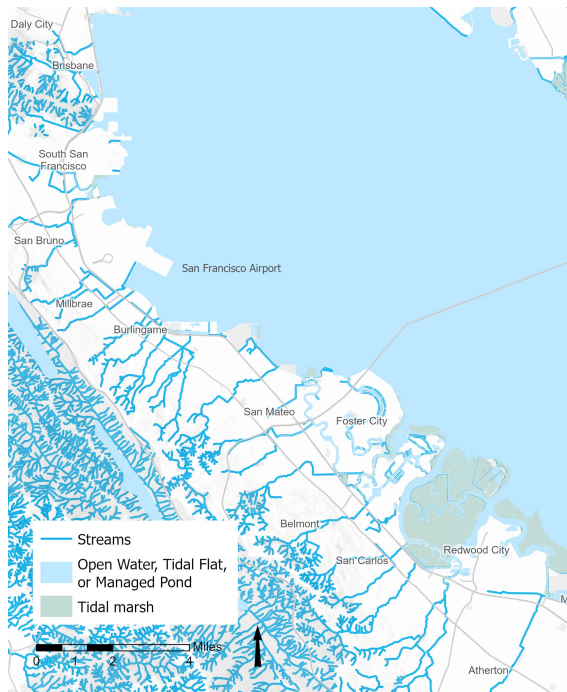 Daly City
Brisbane
South San
Francisco
San Bruno
San Francisco Airport
Millbrae
Burlingame
San Mateo
Foster City
Belmont
San Carlos
Redwood City
M
Atherton
Streams
Open Water, Tidal Flat,
or Managed Pond
Tidal marsh
Miles
0 1 2 4